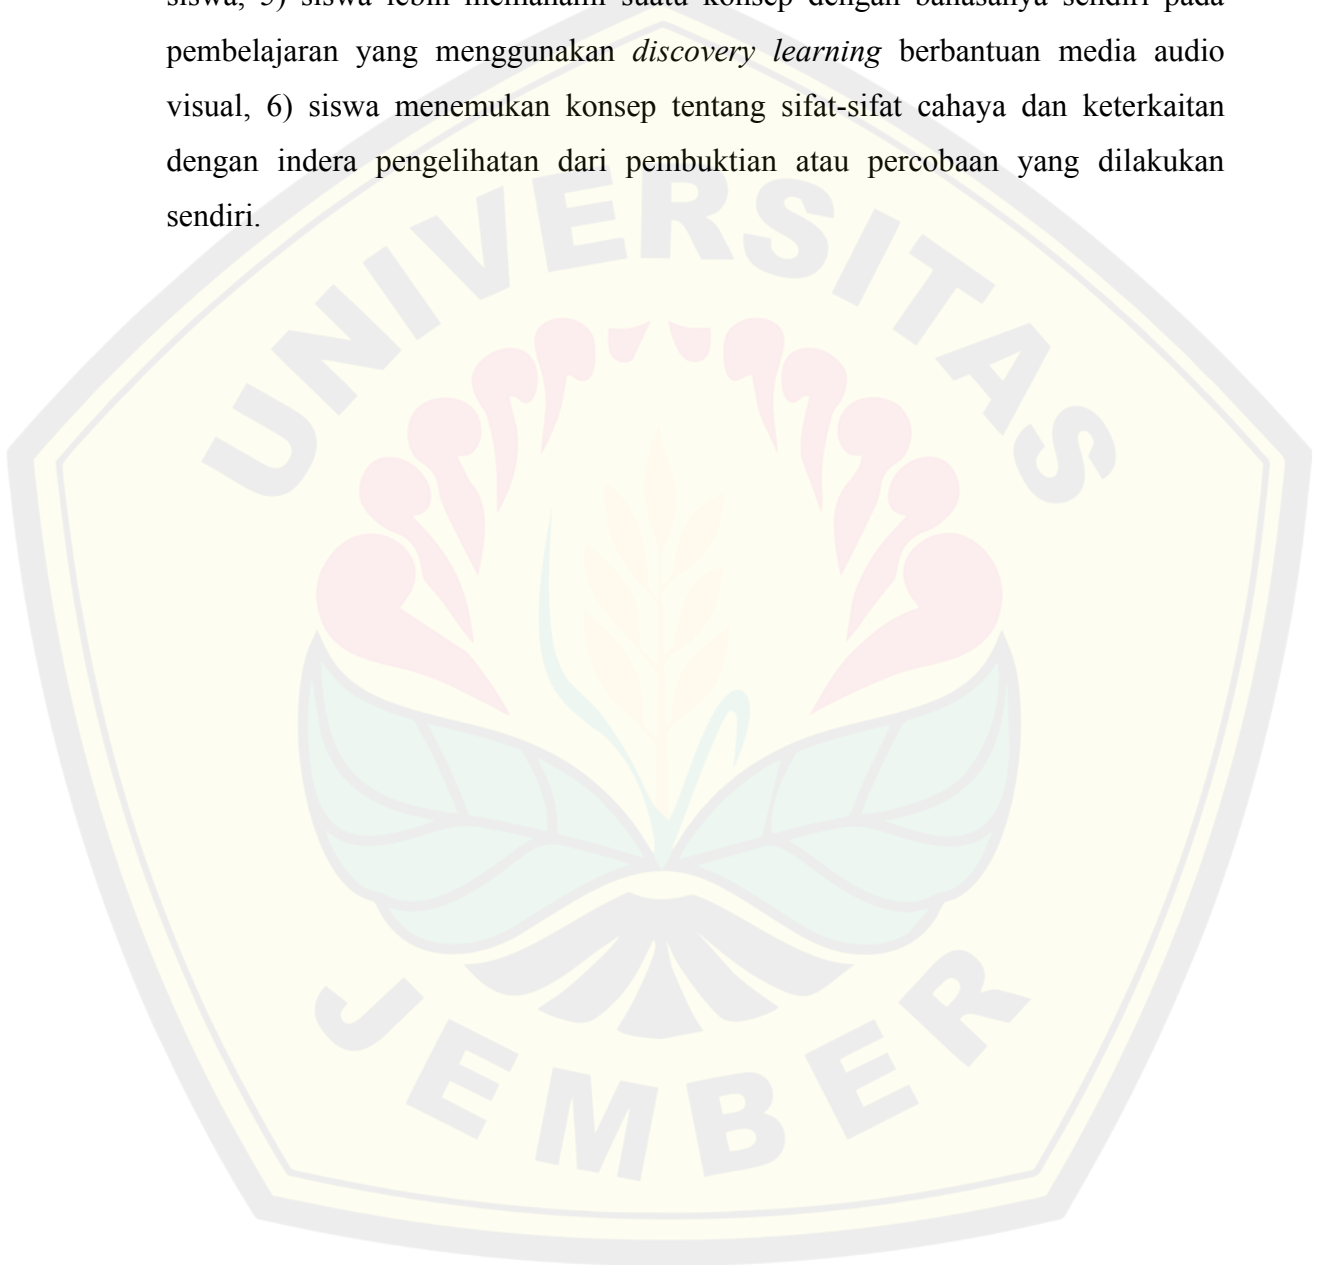 siswa, 5) siswa lebih memahami suatu konsep dengan bahasanya sendiri pada
pembelajaran yang menggunakan discovery learning berbantuan media audio
visual, 6) siswa menemukan konsep tentang sifat-sifat cahaya dan keterkaitan
dengan indera pengelihatan dari pembuktian atau percobaan yang dilakukan
sendiri.
UNIVERSITAS
JEMBER